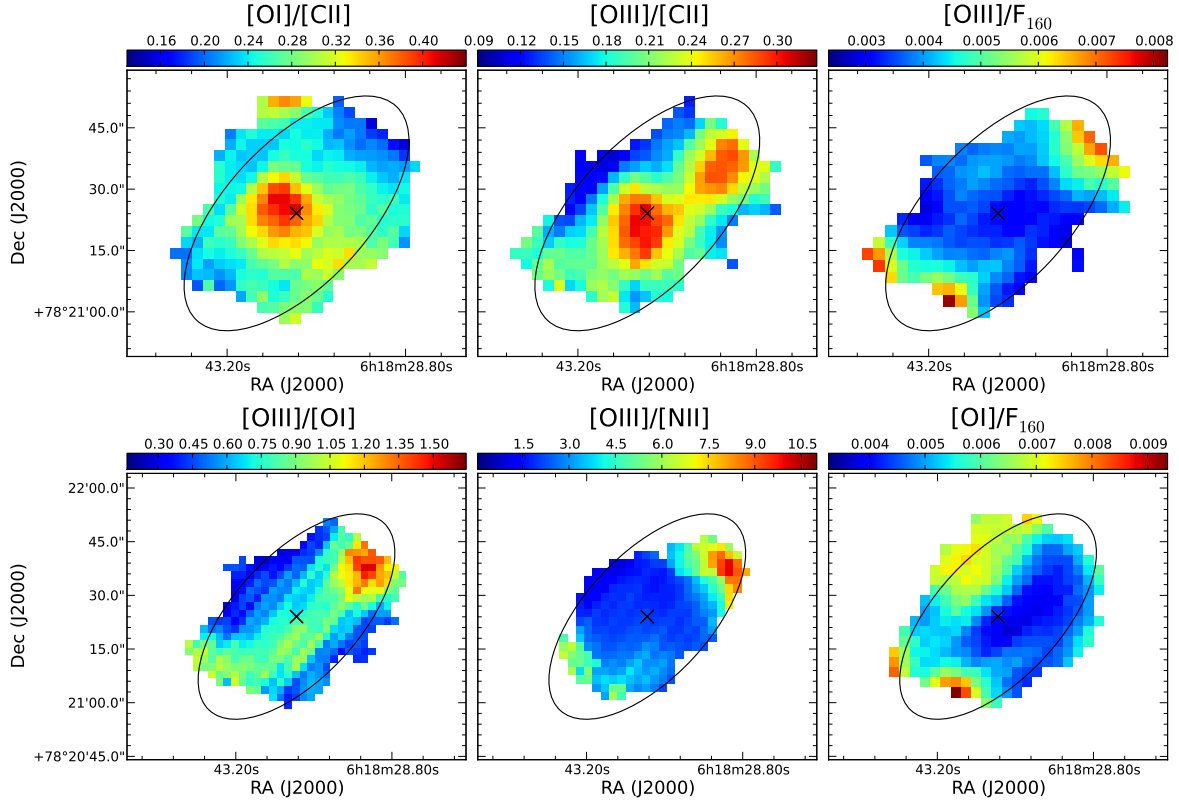 [OI]/[CII] [OIII]/[CII] [OIII]/F160
0.16 0.20 0.24 0.28 0.32 0.36 0.40 0.09 0.12 0.15 0.18 0.21 0.24 0.27 0.30 0.003 0.004 0.005 0.006 0.007 0.008
45.0"
30.0"
15.0"
+78°21'00.0"
Dec (J2000)
43.20s 6h18m28.80s 43.20s 6h18m28.80s 43.20s 6h18m28.80s
RA (J2000) RA (J2000) RA (J2000)
[OIII]/[OI] [OIII]/[NII] [OI]/F160
0.30 0.45 0.60 0.75 0.90 1.05 1.20 1.35 1.50 1.5 3.0 4.5 6.0 7.5 9.0 10.5 0.004 0.005 0.006 0.007 0.008 0.009
22'00.0"
45.0"
30.0"
15.0"
21'00.0"
+78°20'45.0"
Dec (J2000)
43.20s 6h18m28.80s 43.20s 6h18m28.80s 43.20s 6h18m28.80s
RA (J2000) RA (J2000) RA (J2000)